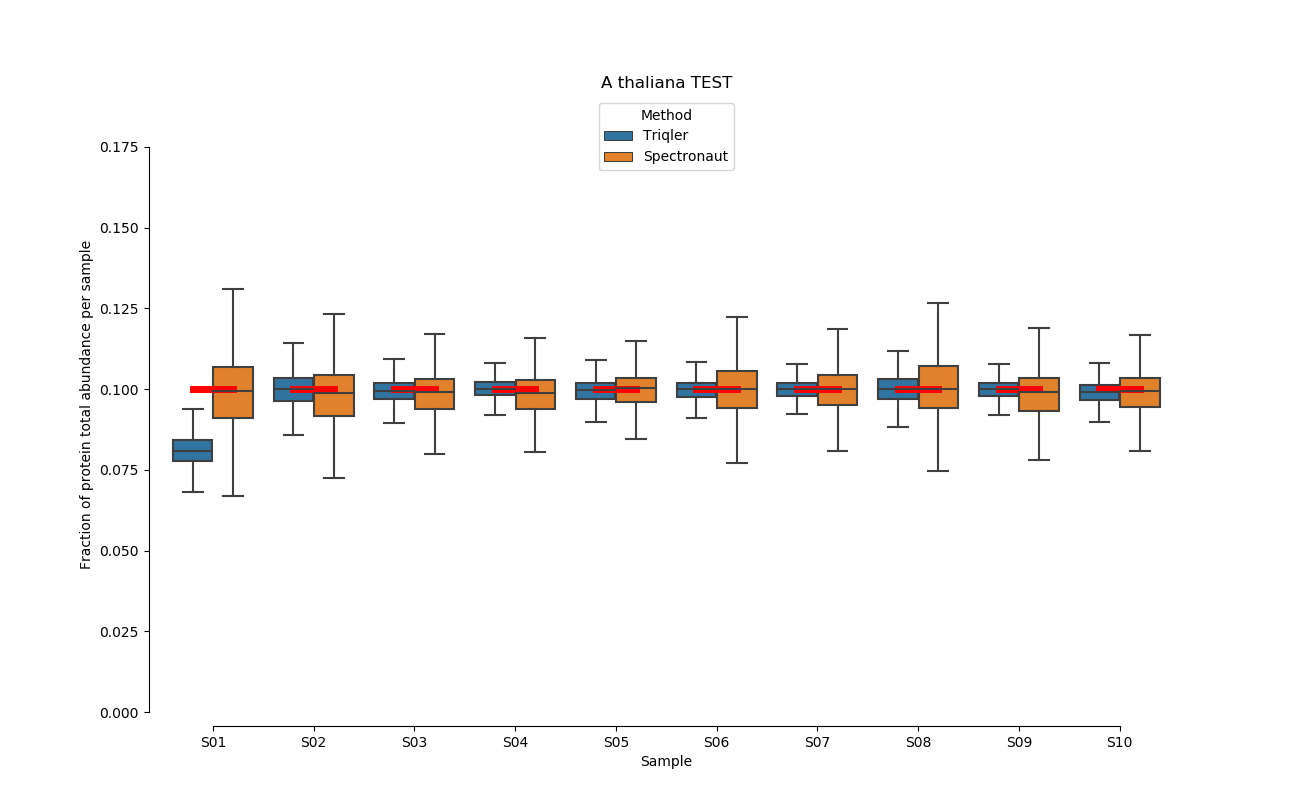 A thaliana TEST
Method
Triqler
Spectronaut
0.175
0.150
0.125
0.100
0.075
0.050
0.025
0.000
Fraction of protein total abundance per sample
S01 S02 S03 S04 S05 S06 S07 S08 S09 S10
Sample